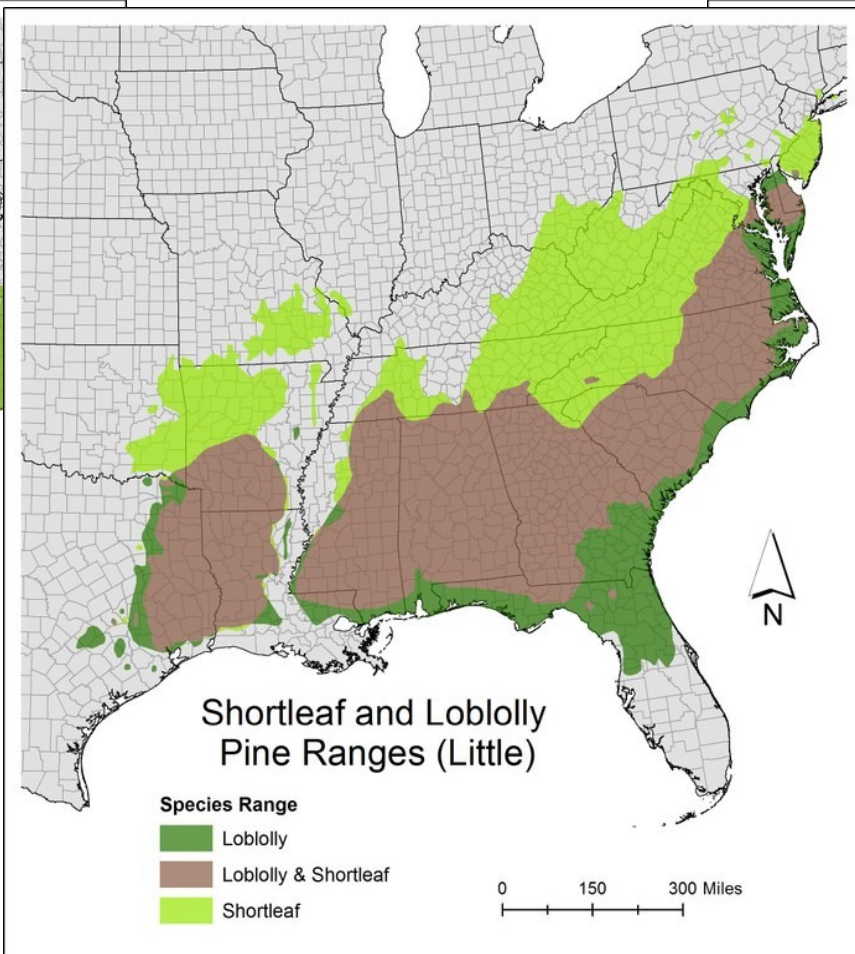 N
Shortleaf and Loblolly
Pine Ranges (Little)
Species Range
Loblolly
Loblolly & Shortleaf
Shortleaf
0 150 300 Miles